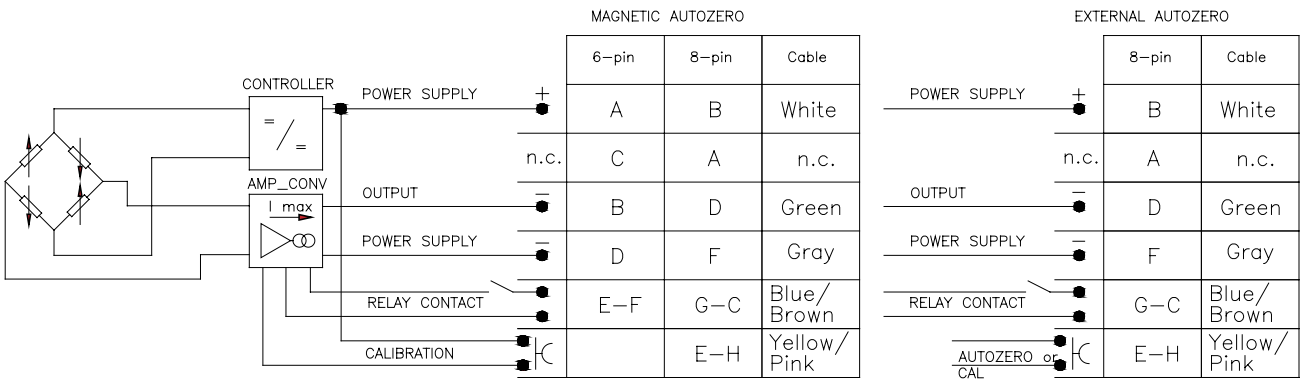 MAGNETIC AUTOZERO
EXTERNAL AUTOZERO
6-pin 8-pin Cable
8-pin Cable
CONTROLLER
= / =
POWER SUPPLY + A B White
POWER SUPPLY + B White
n.c. C A n.c.
n.c. A n.c.
AMP_CONV
I max
OUTPUT - B D Green
OUTPUT - D Green
POWER SUPPLY - D F Gray
POWER SUPPLY - F Gray
RELAY CONTACT E-F G-C Blue/
Brown
RELAY CONTACT G-C Blue/
Brown
CALIBRATION E-H Yellow/
Pink
AUTOZERO or
CAL
E-H Yellow/
Pink